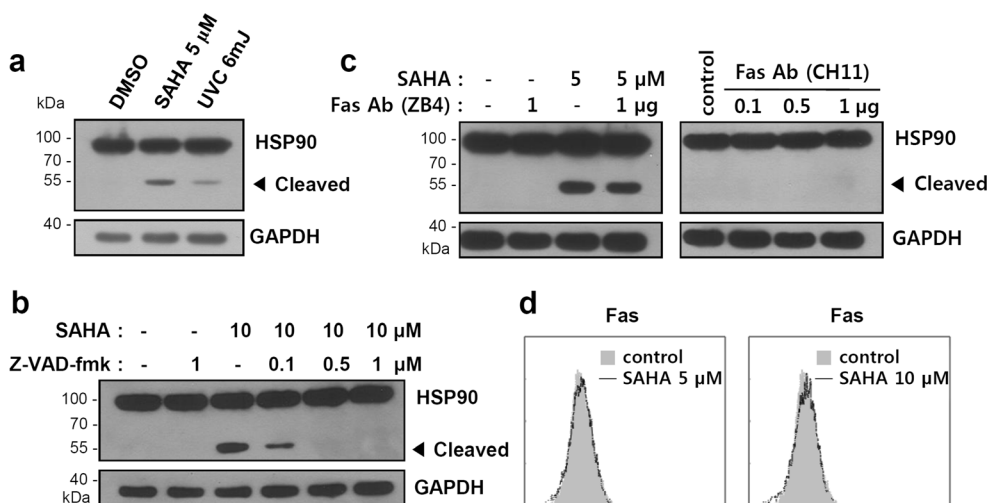 a
DMSO
SAHA 5 µM
UVC 6mJ
kDa
100 -
70 -
55 -
40 -
HSP90
◄ Cleaved
GAPDH
b
SAHA : - - 10 10 10 10 µM
Z-VAD-fmk : - 1 - 0.1 0.5 1 µM
100 -
70 -
55 -
40 -
kDa
HSP90
◄ Cleaved
GAPDH
c
SAHA : - - 5 5 µM
Fas Ab (ZB4) : - 1 - 1 µg
100 -
70 -
55 -
40 -
kDa
control
Fas Ab (CH11)
0.1 0.5 1 µg
HSP90
◄ Cleaved
GAPDH
d
Fas
control
SAHA 5 µM
Fas
control
SAHA 10 µM